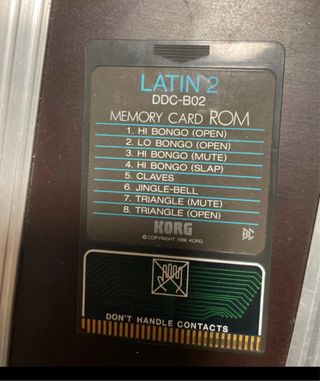 LATIN 2
DDC-B02
MEMORY CARD ROM
1. HI BONGO (OPEN)
2. LO BONGO (OPEN)
3. HI BONGO (MUTE)
4. HI BONGO (SLAP)
5. CLAVES
6. JINGLE-BELL
7. TRIANGLE (MUTE)
8. TRIANGLE (OPEN)
KORG
© COPYRIGHT 1986 KORG
DON'T HANDLE CONTACTS